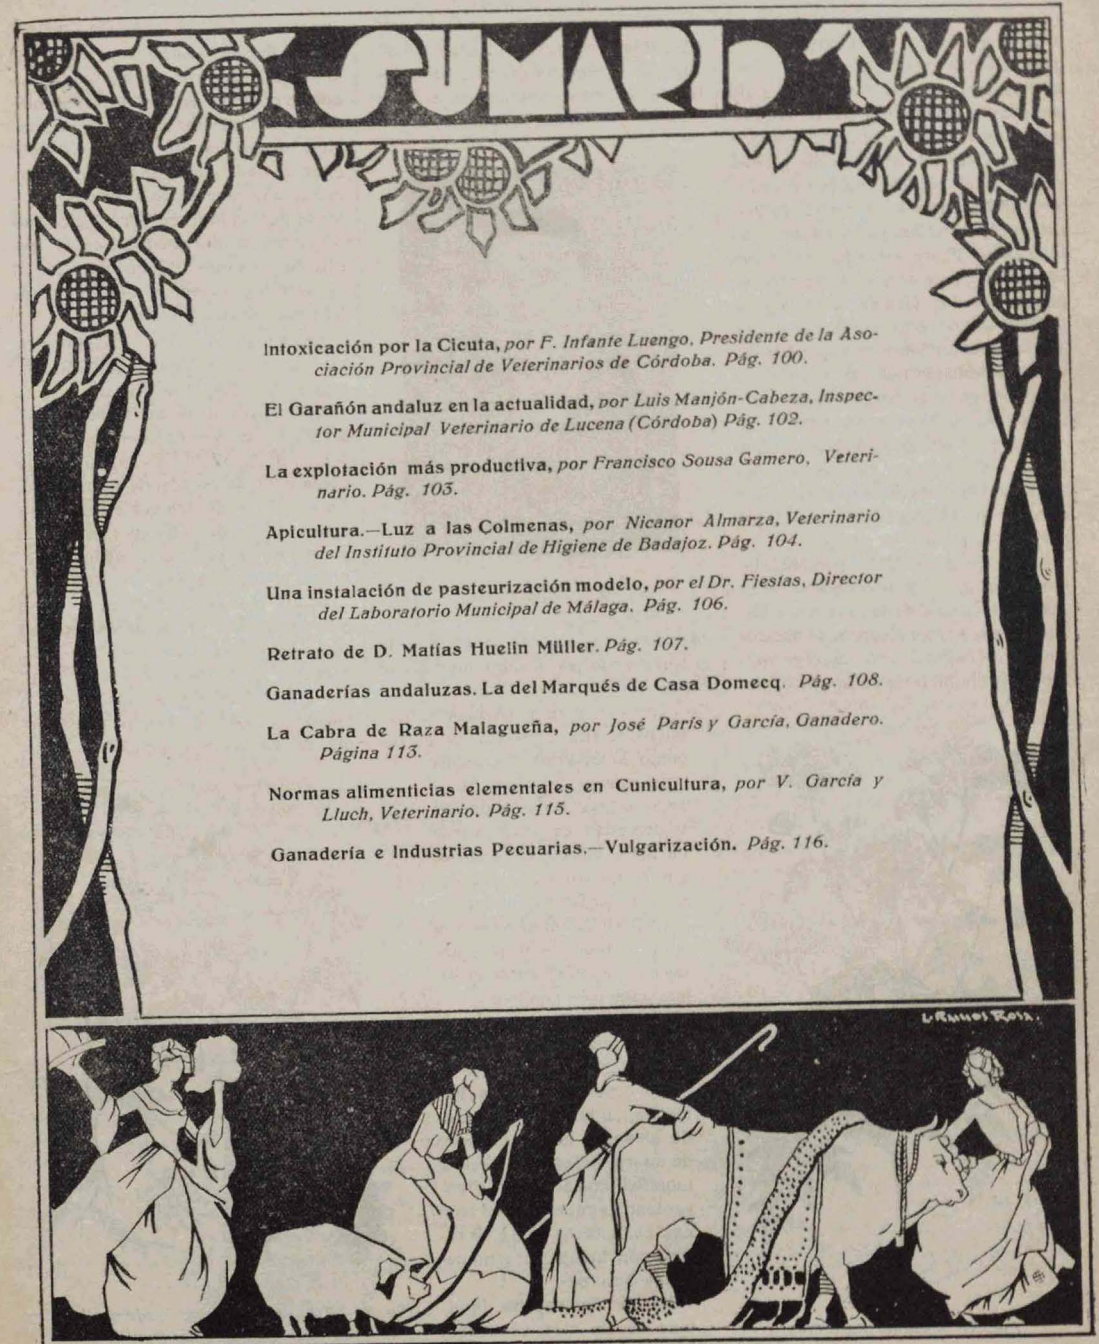 SUMARIO
Intoxicación por la Cicuta, por F. Infante Luengo, Presidente de la Aso-
ciación Provincial de Veterinarios de Córdoba. Pág. 100.
El Garañón andaluz en la actualidad, por Luis Manjón-Cabeza, Inspec-
tor Municipal Veterinario de Lucena (Córdoba) Pág. 102.
La explotación más productiva, por Francisco Sousa Gamero, Veteri-
nario. Pág. 103.
Apicultura.—Luz a las Colmenas, por Nicanor Almarza, Veterinario
del Instituto Provincial de Higiene de Badajoz. Pág. 104.
Una instalación de pasteurización modelo, por el Dr. Fiestas, Director
del Laboratorio Municipal de Málaga. Pág. 106.
Retrato de D. Matías Huelin Müller. Pág. 107.
Ganaderías andaluzas. La del Marqués de Casa Domecq. Pág. 108.
La Cabra de Raza Malagueña, por José París y García, Ganadero.
Página 113.
Normas alimenticias elementales en Cunicultura, por V. García y
Lluch, Veterinario. Pág. 115.
Ganadería e Industrias Pecuarias.—Vulgarización. Pág. 116.
L. RAMOS ROSA.